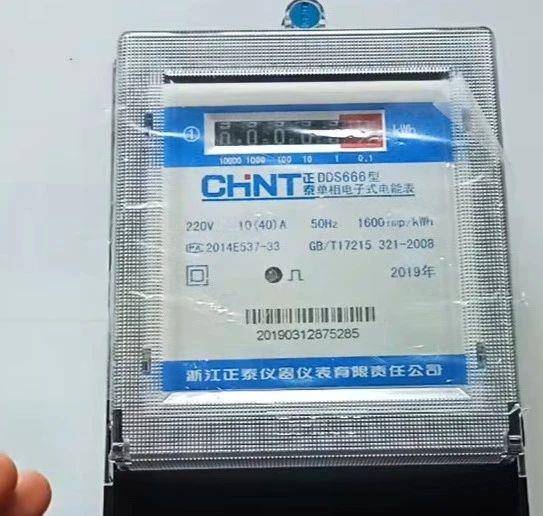 ① kWh
10000 1000 100 10 1 0.1
CHNT 正泰 DDS666型
单相电子式电能表
220V 10(40)A 50Hz 1600imp/kWh
PA 2014E537-33 GB/T17215 321-2008
2019年
20190312875285
浙江正泰仪器仪表有限责任公司